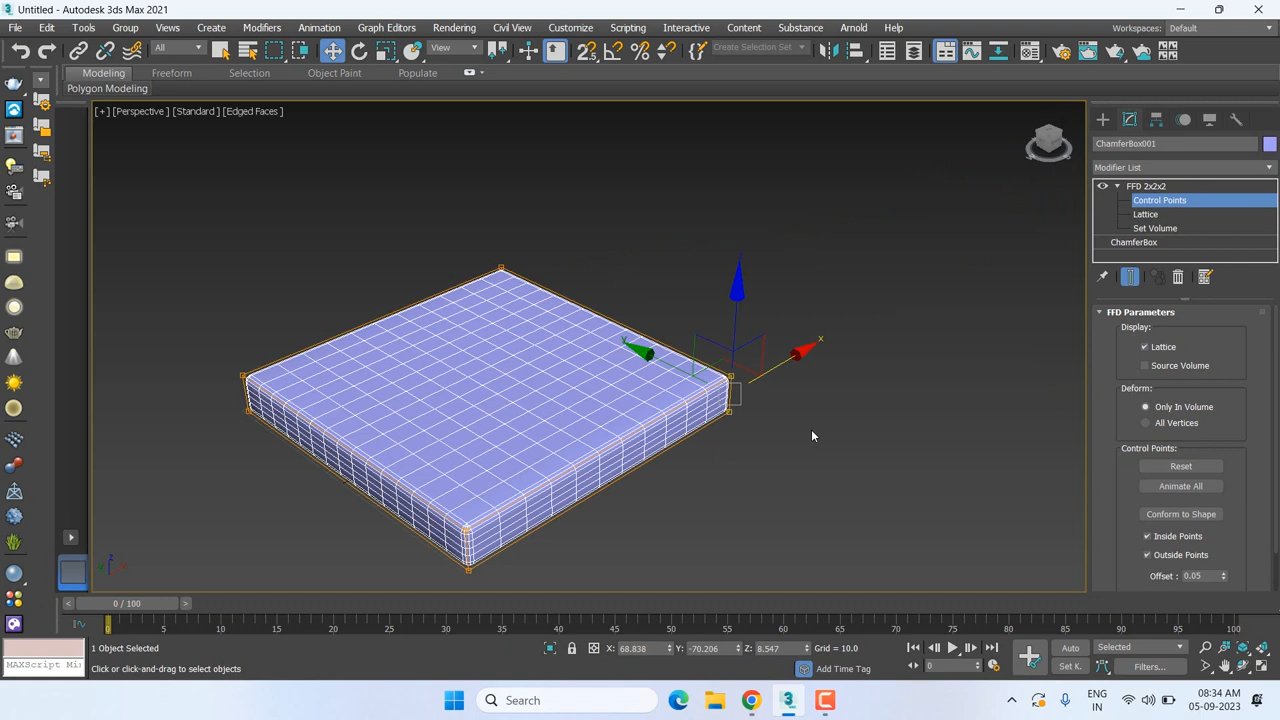 Untitled - Autodesk 3ds Max 2021
File Edit Tools Group Views Create Modifiers Animation Graph Editors Rendering Civil View Customize Scripting Interactive Content Substance Arnold Help
Workspaces: Default
All View Create Selection Set
Modeling Freeform Selection Object Paint Populate
Polygon Modeling
[+] [Perspective ] [Standard ] [Edged Faces ]
ChamferBox001
Modifier List
FFD 2x2x2
Control Points
Lattice
Set Volume
ChamferBox
FFD Parameters
Display:
Lattice
Source Volume
Deform:
Only In Volume
All Vertices
Control Points:
Reset
Animate All
Conform to Shape
Inside Points
Outside Points
Offset : 0.05
z
y
x
0 / 100
0 5 10 15 20 25 30 35 40 45 50 55 60 65 70 75 80 85 90 95 100
1 Object Selected
X: 68.838 Y: -70.206 Z: 8.547 Grid = 10.0
Auto Selected
MAXScript Mi
Click or click-and-drag to select objects
Add Time Tag
0
Set K. Filters...
Search
ENG
IN
08:34 AM
05-09-2023